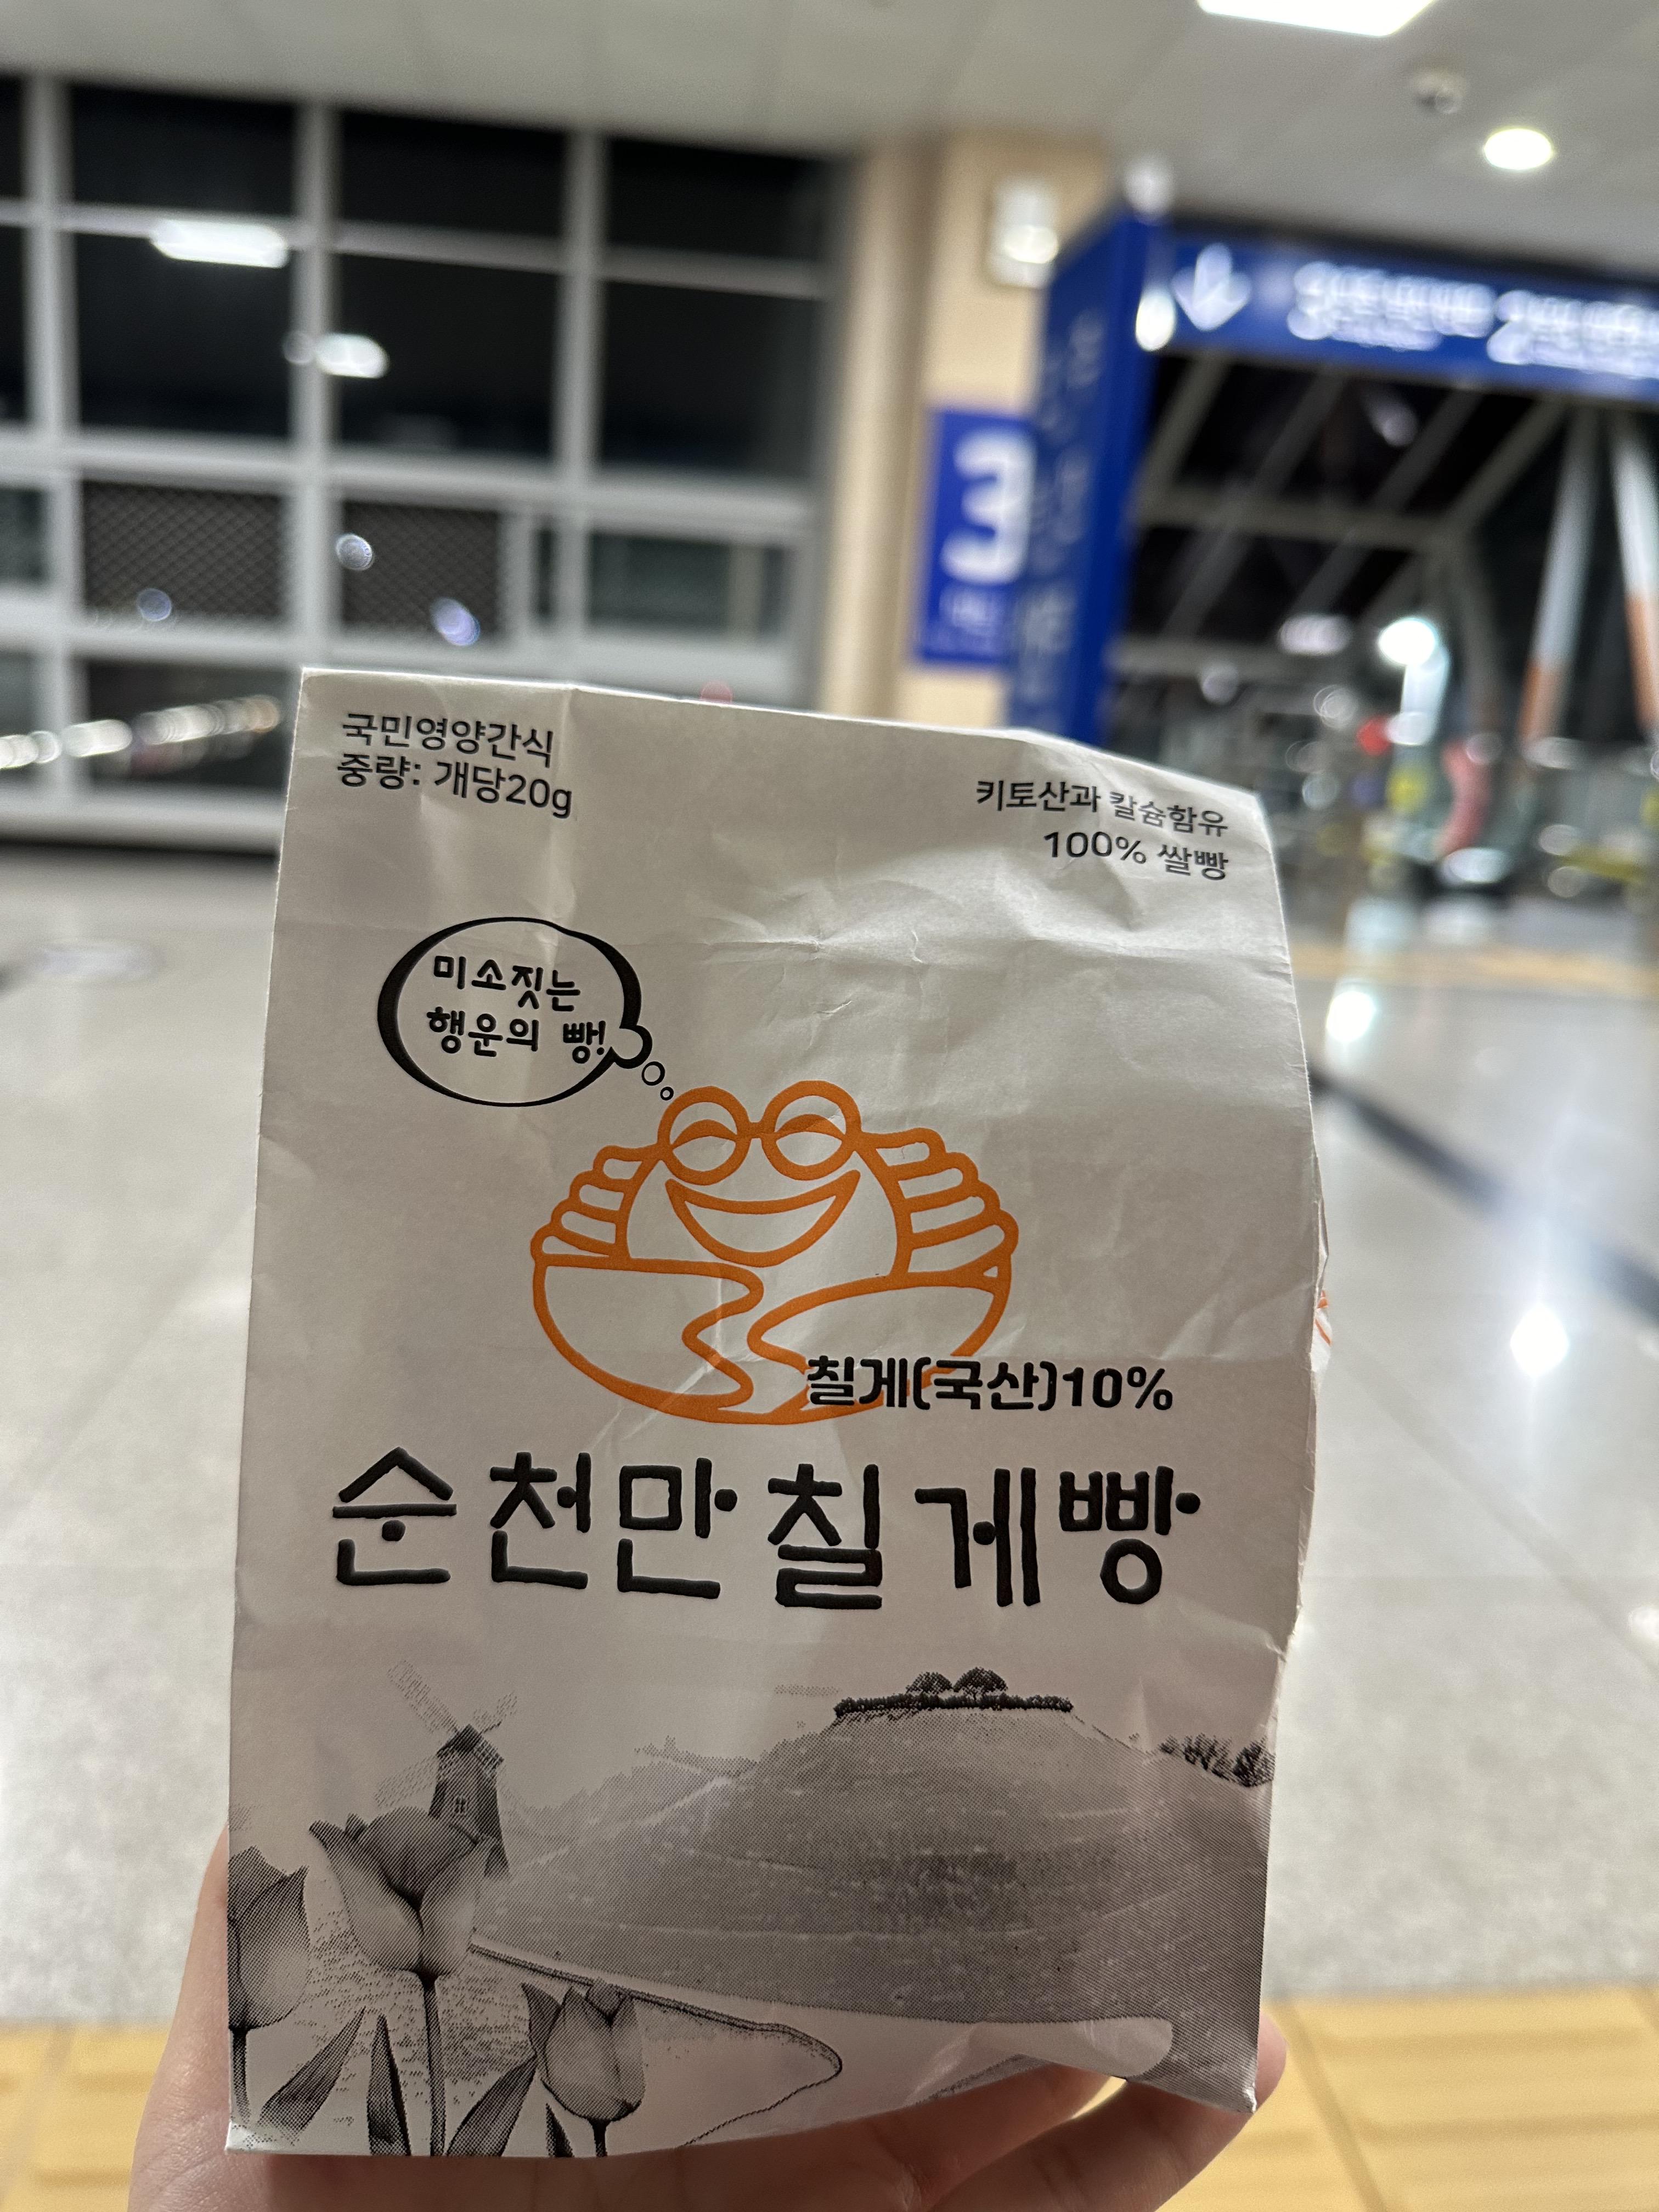 3
국민영양간식
중량: 개당20g
키토산과 칼슘함유
100% 쌀빵
미소짓는
행운의 빵!
칠게(국산)10%
순천만칠게빵